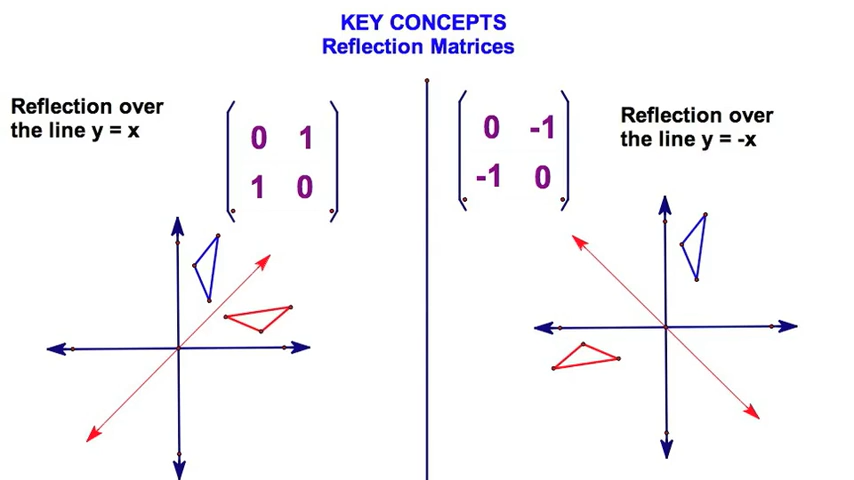 KEY CONCEPTS
Reflection Matrices
Reflection over
the line y = x
0 1
1 0
0 -1
-1 0
Reflection over
the line y = -x